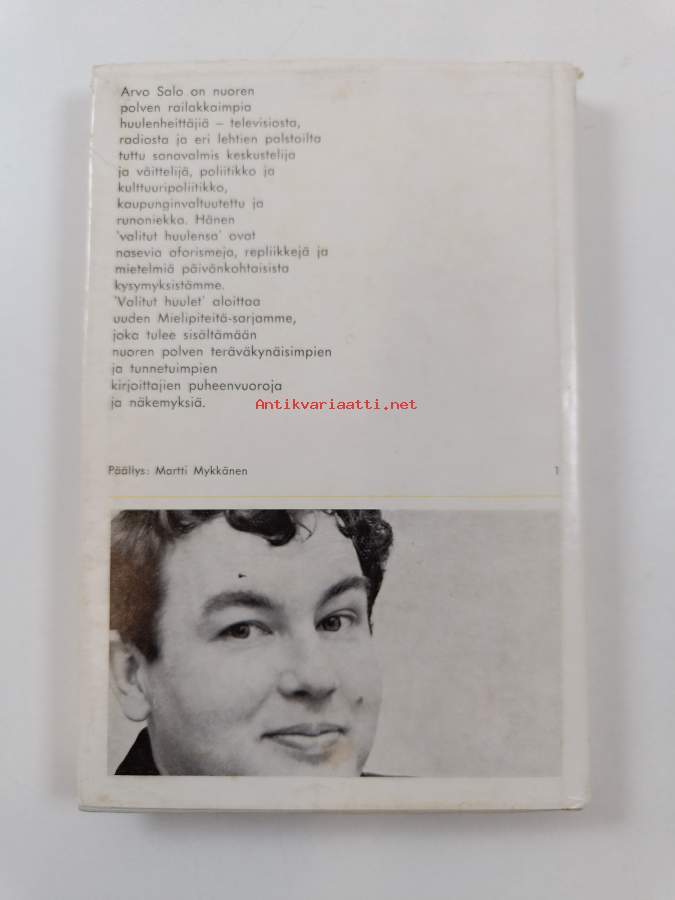 Arvo Salo on nuoren
polven railakkaimpia
huulenheittäjiä – televisiosta,
radiosta ja eri lehtien palstoilta
tuttu sanavalmis keskustelija
ja väittelijä, poliitikko ja
kulttuuripoliitikko,
kaupunginvaltuutettu ja
runoniekka. Hänen
'valitut huulensa' ovat
nasevia aforismeja, repliikkejä ja
mietelmiä päivänkohtaisista
kysymyksistämme.
'Valitut huulet' aloittaa
uuden Mielipiteitä-sarjamme,
joka tulee sisältämään
nuoren polven teräväkynäisimpien
ja tunnetuimpien
kirjoittajien puheenvuoroja
ja näkemyksiä.
Antikvariaatti.net
Päällys: Martti Mykkänen 1